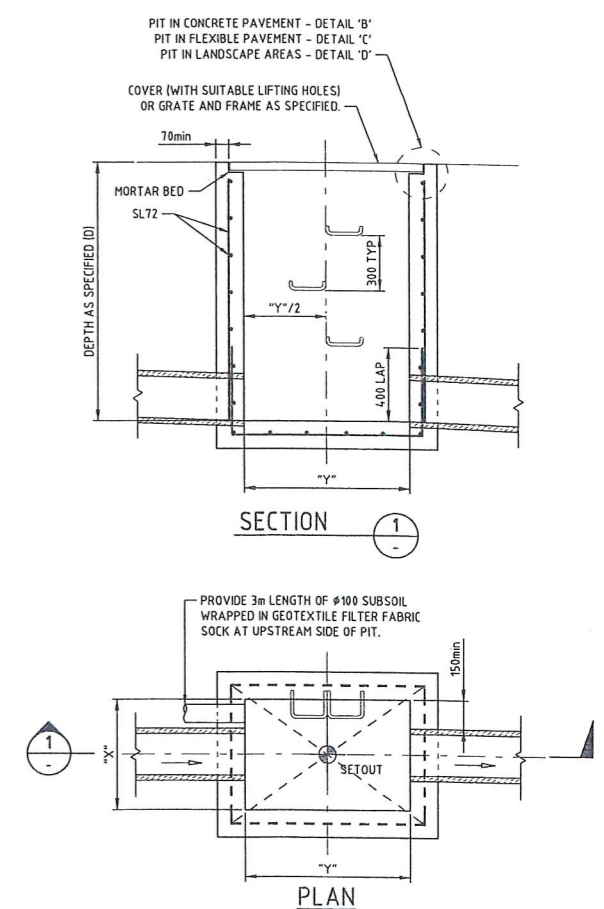 PIT IN CONCRETE PAVEMENT - DETAIL 'B'
PIT IN FLEXIBLE PAVEMENT - DETAIL 'C'
PIT IN LANDSCAPE AREAS - DETAIL 'D'
COVER (WITH SUITABLE LIFTING HOLES)
OR GRATE AND FRAME AS SPECIFIED.
70min
MORTAR BED
SL72
DEPTH AS SPECIFIED (D)
300 TYP
"Y"/2
400 LAP
"Y"
SECTION
1
-
PROVIDE 3m LENGTH OF ø100 SUBSOIL
WRAPPED IN GEOTEXTILE FILTER FABRIC
SOCK AT UPSTREAM SIDE OF PIT.
150min
1
-
"X"
SETOUT
"Y"
PLAN